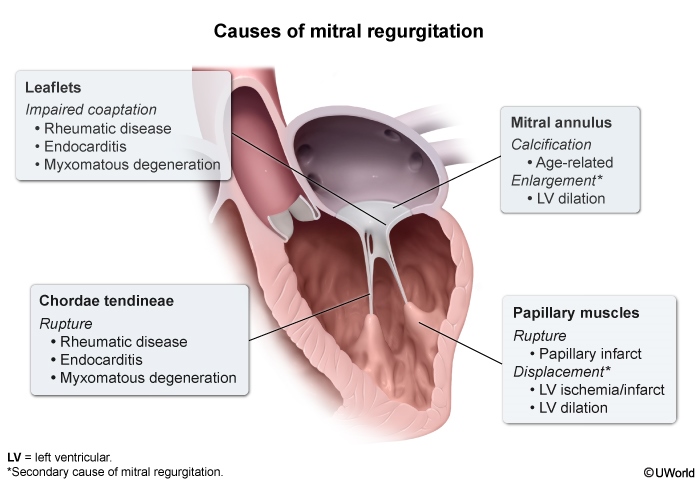 Causes of mitral regurgitation
Leaflets
Impaired coaptation
• Rheumatic disease
• Endocarditis
• Myxomatous degeneration
Mitral annulus
Calcification
• Age-related
Enlargement*
• LV dilation
Chordae tendineae
Rupture
• Rheumatic disease
• Endocarditis
• Myxomatous degeneration
Papillary muscles
Rupture
• Papillary infarct
Displacement*
• LV ischemia/infarct
• LV dilation
LV = left ventricular.
*Secondary cause of mitral regurgitation.
©UWorld